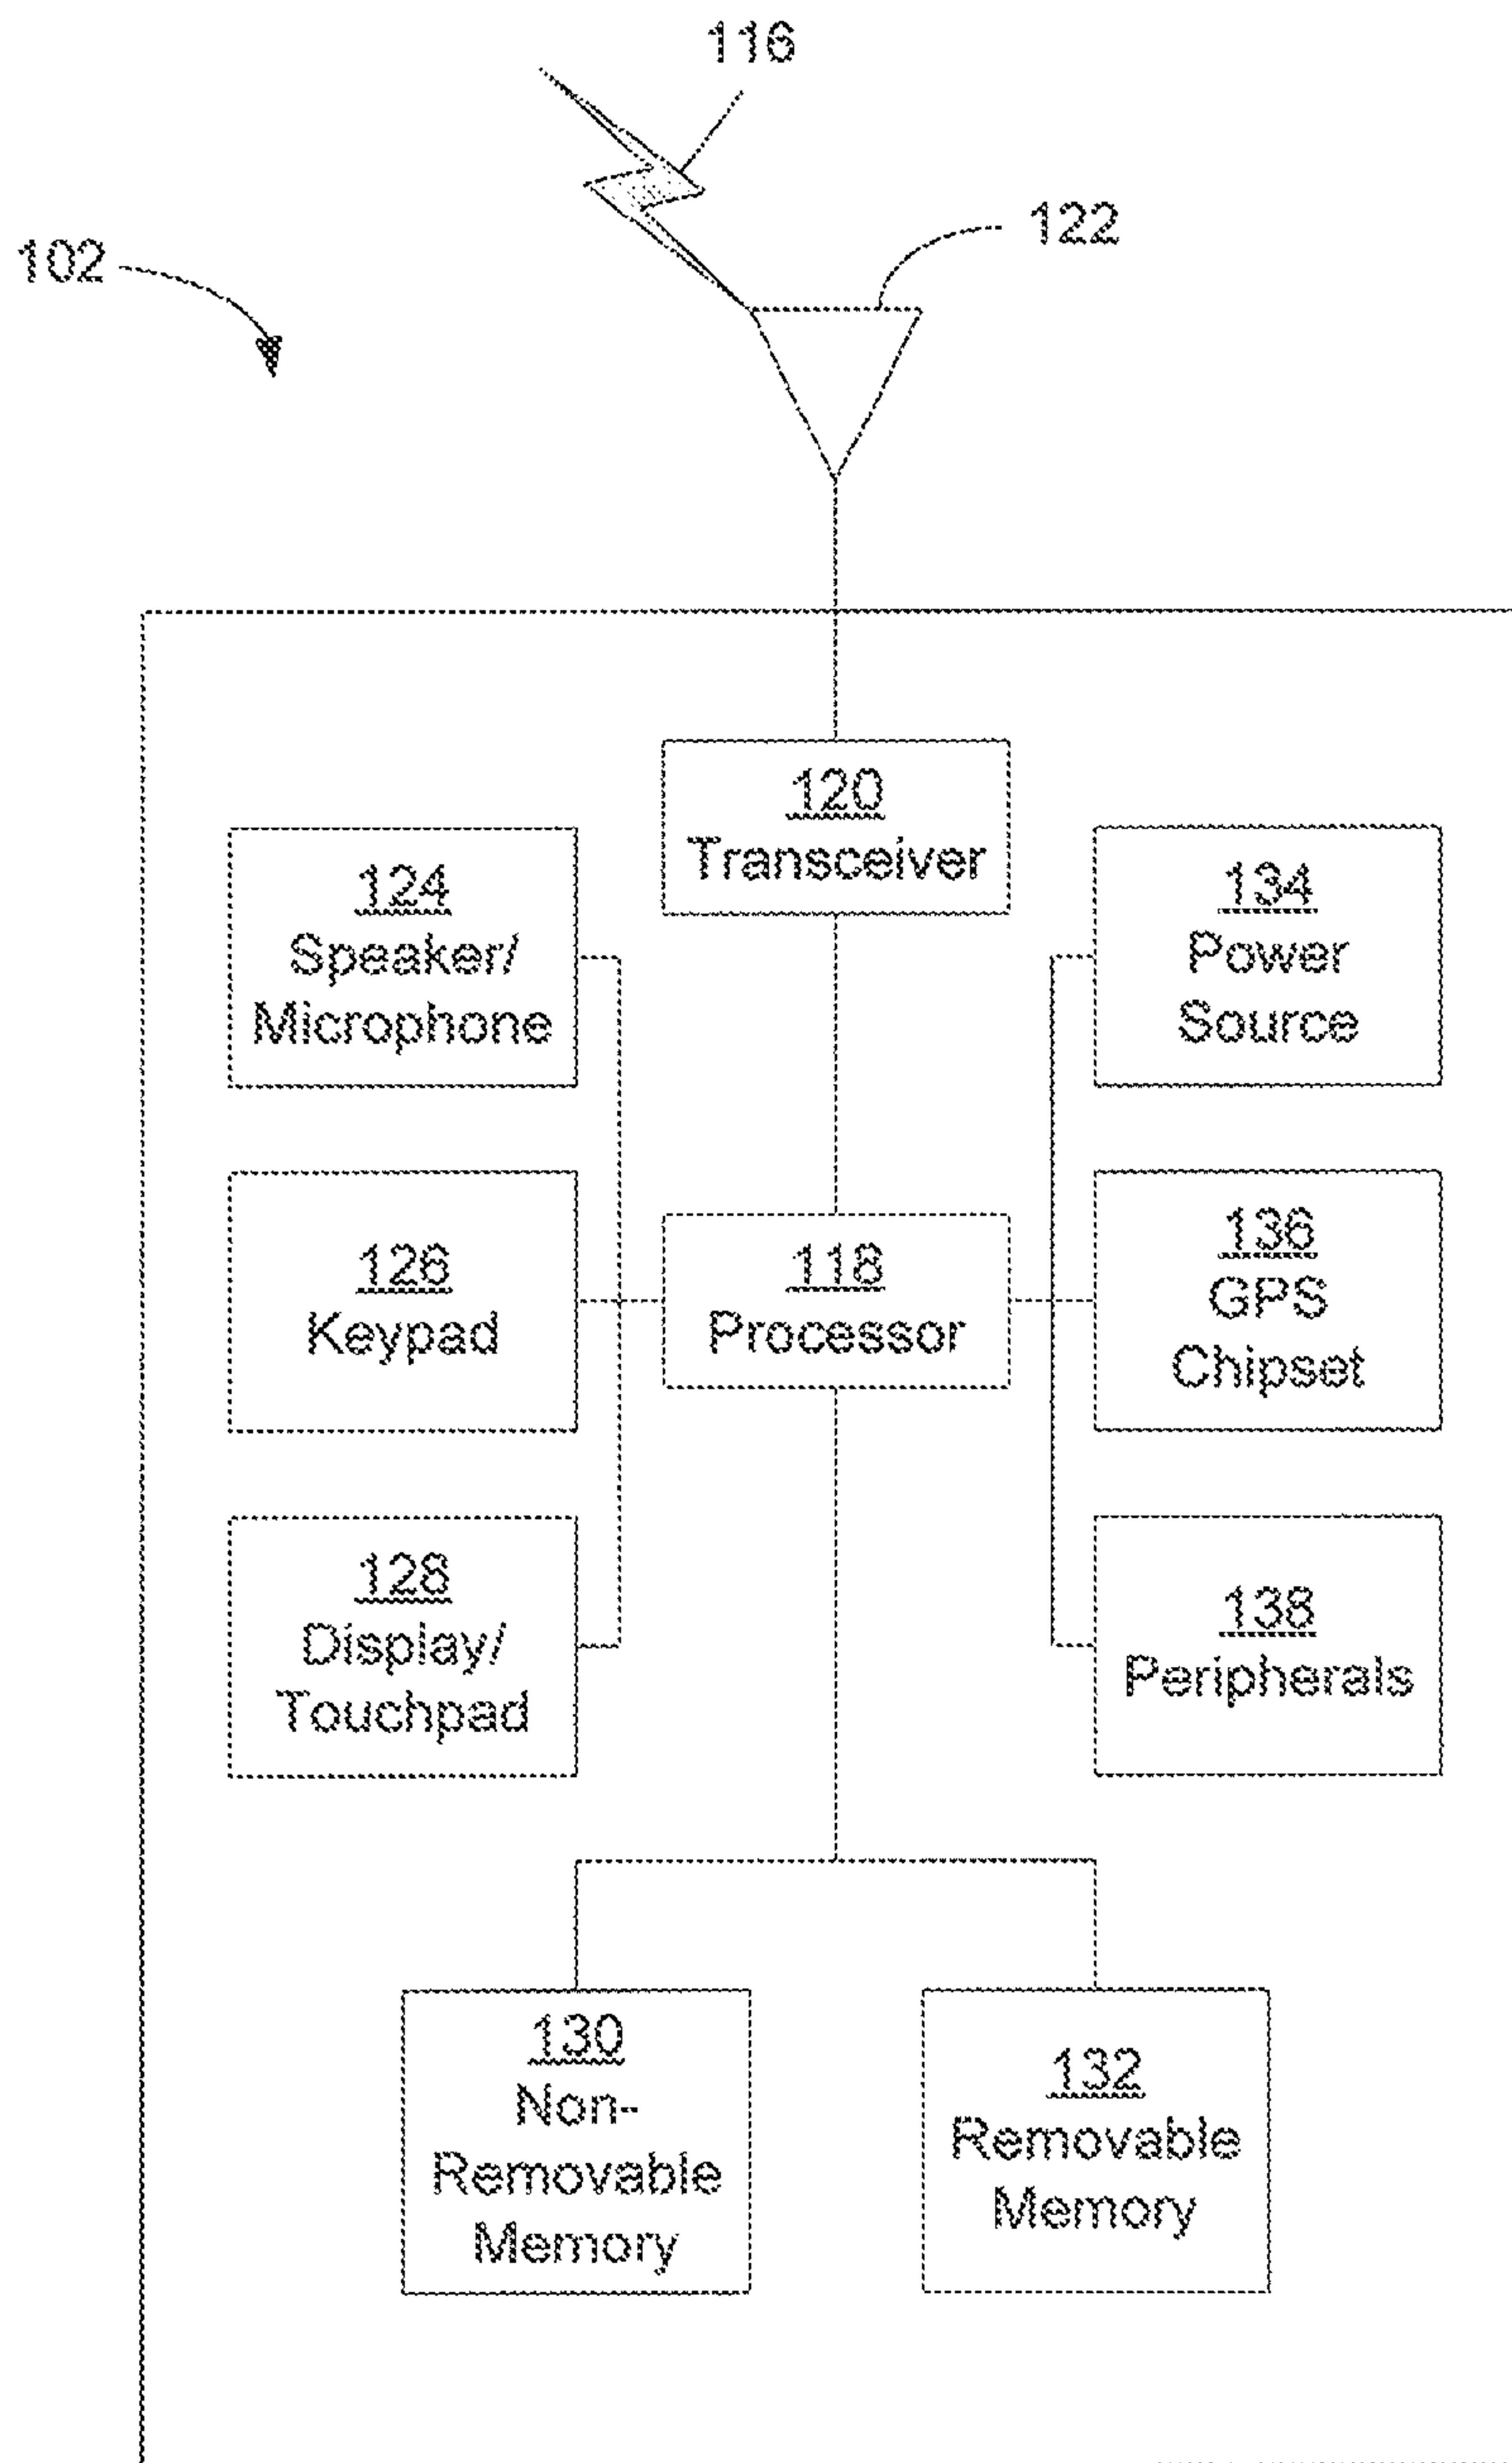 116
122
102
120
Transceiver
124
Speaker/
Microphone
134
Power
Source
126
Keypad
118
Processor
136
GPS
Chipset
128
Display/
Touchpad
138
Peripherals
130
Non-
Removable
Memory
132
Removable
Memory